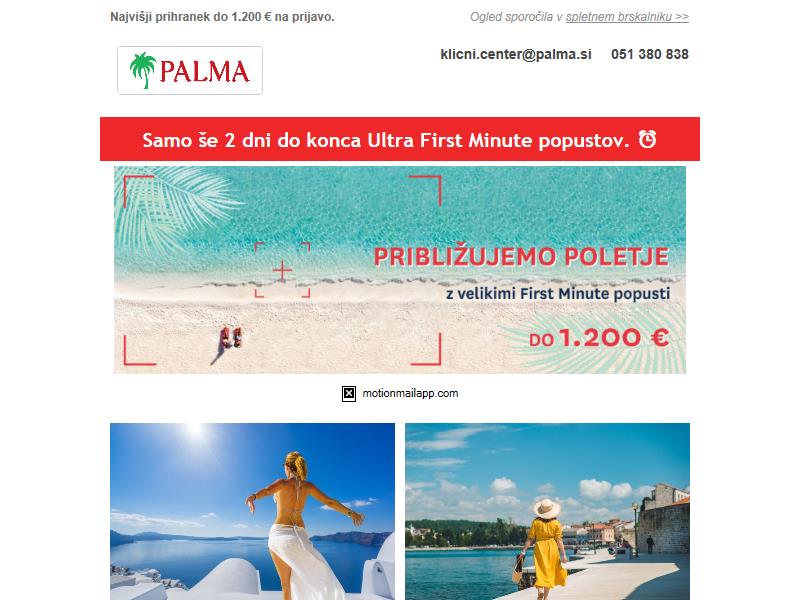 Najvišji prihranek do 1.200 € na prijavo.
Ogled sporočila v spletnem brskalniku >>
PALMA
klicni.center@palma.si 051 380 838
Samo še 2 dni do konca Ultra First Minute popustov. ⏰
PRIBLIŽUJEMO POLETJE
z velikimi First Minute popusti
DO 1.200 €
motionmailapp.com